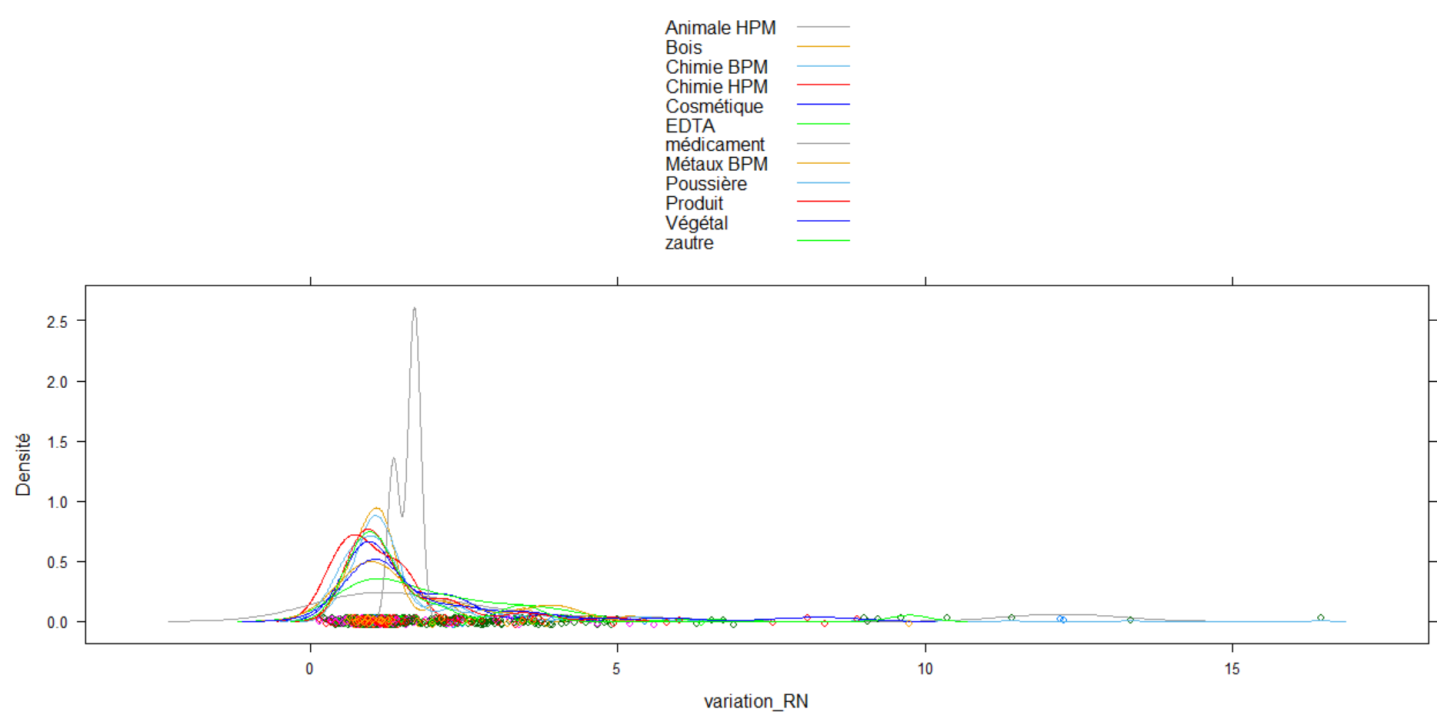 Animale HPM
Bois
Chimie BPM
Chimie HPM
Cosmétique
EDTA
médicament
Métaux BPM
Poussière
Produit
Végétal
zautre
2.5
2.0
1.5
1.0
0.5
0.0
Densité
0 5 10 15
variation_RN